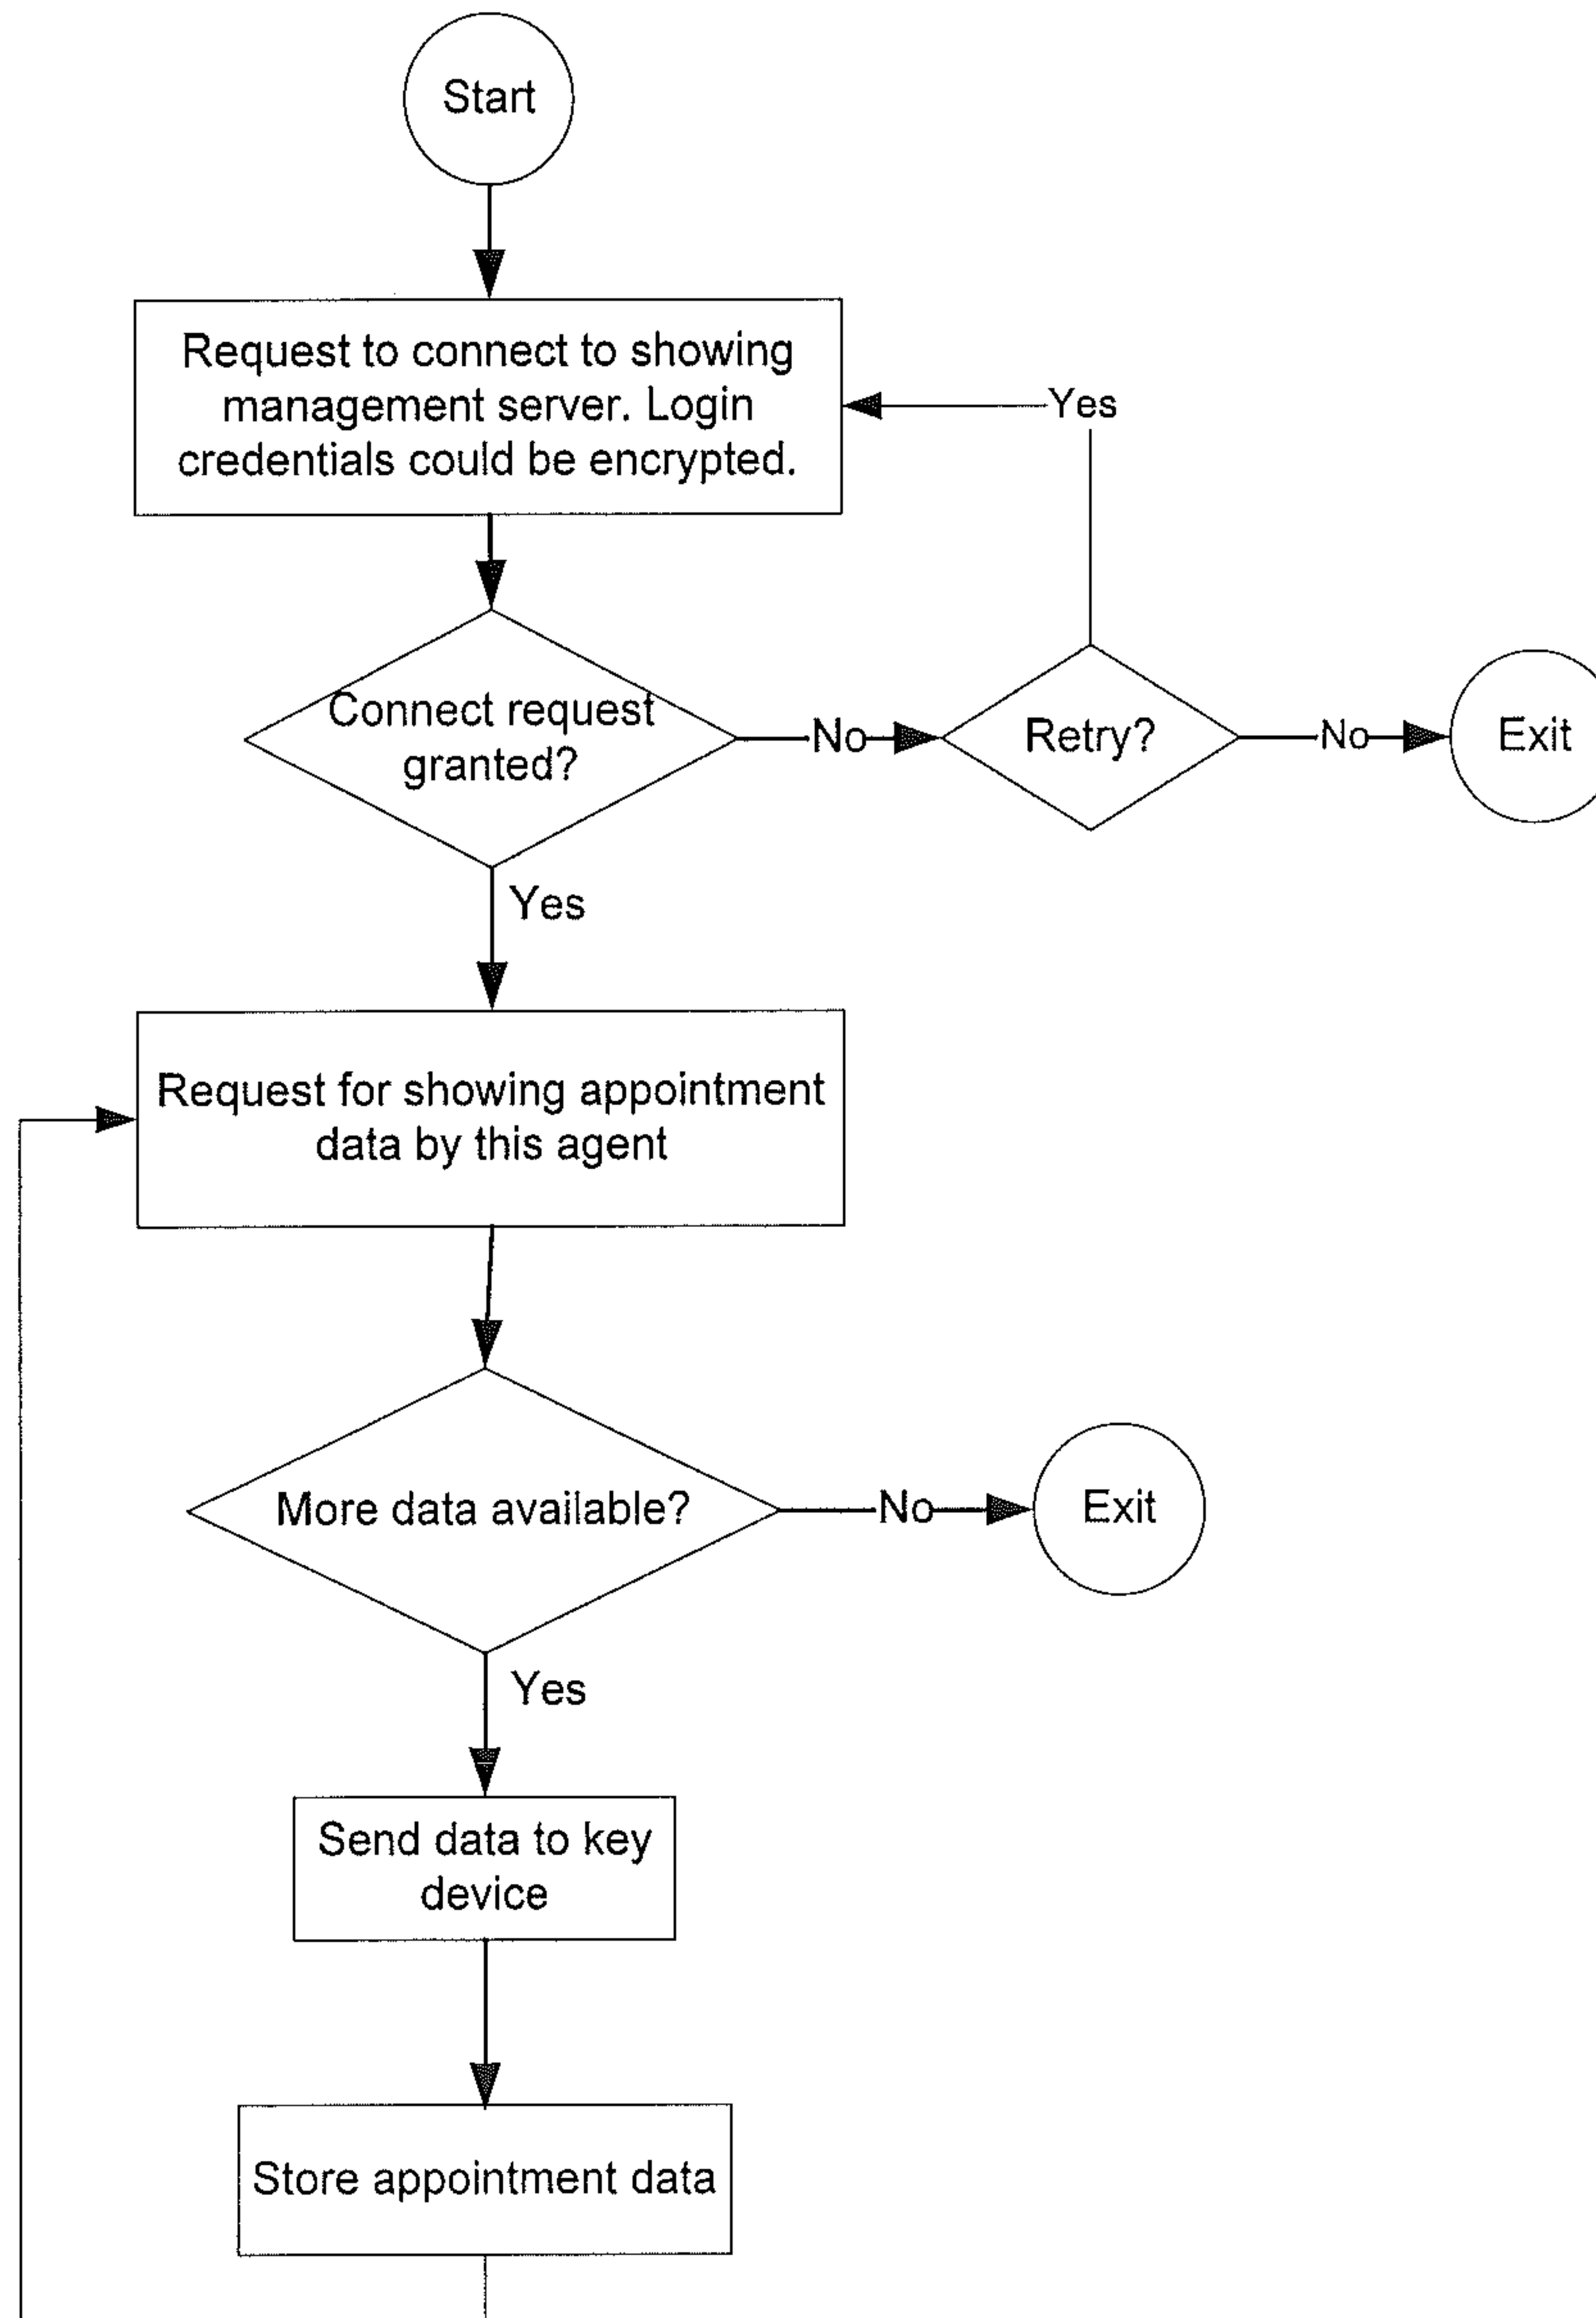 Start
Request to connect to showing
management server. Login
credentials could be encrypted.
Yes
Connect request
granted?
No
Retry?
No
Exit
Yes
Request for showing appointment
data by this agent
More data available?
No
Exit
Yes
Send data to key
device
Store appointment data